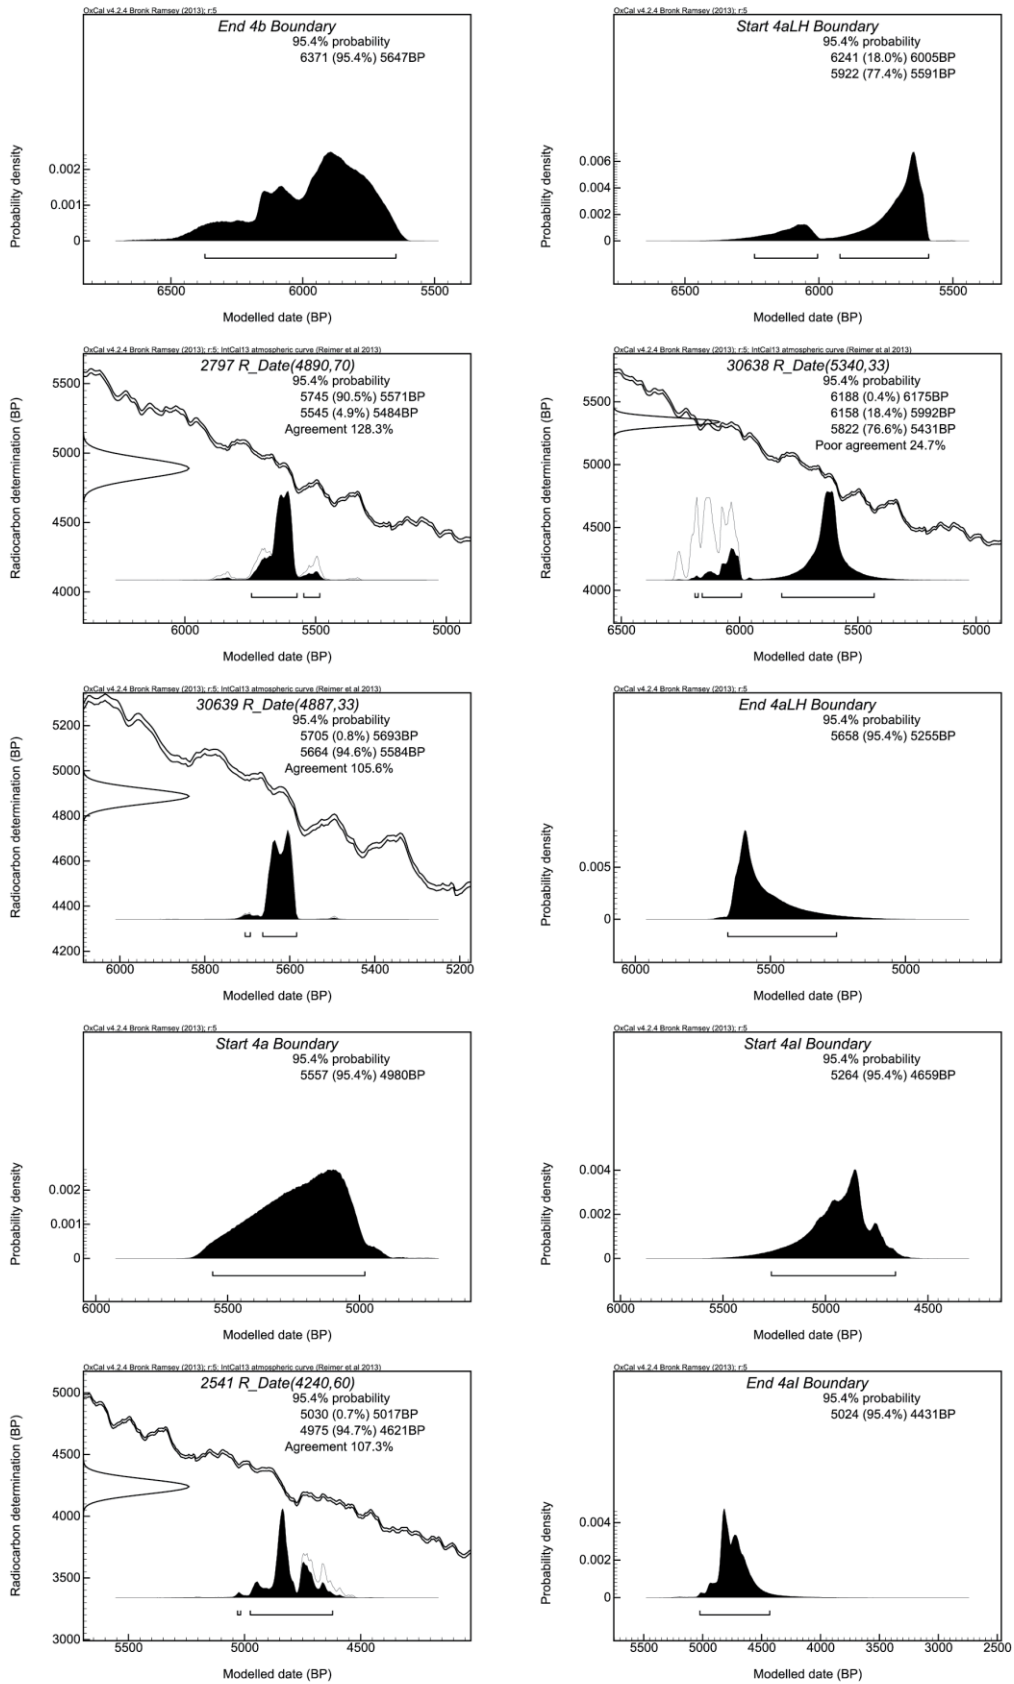 OxCal v4.2.4 Bronk Ramsey (2013); r:5
End 4b Boundary
95.4% probability
6371 (95.4%) 5647BP
Probability density
0.002
0.001
0
6500 6000 5500
Modelled date (BP)
OxCal v4.2.4 Bronk Ramsey (2013); r:5
Start 4aLH Boundary
95.4% probability
6241 (18.0%) 6005BP
5922 (77.4%) 5591BP
Probability density
0.006
0.004
0.002
0
6500 6000 5500
Modelled date (BP)
OxCal v4.2.4 Bronk Ramsey (2013); r:5; IntCal13 atmospheric curve (Reimer et al 2013)
2797 R_Date(4890,70)
95.4% probability
5745 (90.5%) 5571BP
5545 (4.9%) 5484BP
Agreement 128.3%
Radiocarbon determination (BP)
5500
5000
4500
4000
6000 5500 5000
Modelled date (BP)
OxCal v4.2.4 Bronk Ramsey (2013); r:5; IntCal13 atmospheric curve (Reimer et al 2013)
30638 R_Date(5340,33)
95.4% probability
6188 (0.4%) 6175BP
6158 (18.4%) 5992BP
5822 (76.6%) 5431BP
Poor agreement 24.7%
Radiocarbon determination (BP)
5500
5000
4500
4000
6500 6000 5500 5000
Modelled date (BP)
OxCal v4.2.4 Bronk Ramsey (2013); r:5; IntCal13 atmospheric curve (Reimer et al 2013)
30639 R_Date(4887,33)
95.4% probability
5705 (0.8%) 5693BP
5664 (94.6%) 5584BP
Agreement 105.6%
Radiocarbon determination (BP)
5200
5000
4800
4600
4400
4200
6000 5800 5600 5400 5200
Modelled date (BP)
OxCal v4.2.4 Bronk Ramsey (2013); r:5
End 4aLH Boundary
95.4% probability
5658 (95.4%) 5255BP
Probability density
0.005
0
6000 5500 5000
Modelled date (BP)
OxCal v4.2.4 Bronk Ramsey (2013); r:5
Start 4a Boundary
95.4% probability
5557 (95.4%) 4980BP
Probability density
0.002
0.001
0
6000 5500 5000
Modelled date (BP)
OxCal v4.2.4 Bronk Ramsey (2013); r:5
Start 4aI Boundary
95.4% probability
5264 (95.4%) 4659BP
Probability density
0.004
0.002
0
6000 5500 5000 4500
Modelled date (BP)
OxCal v4.2.4 Bronk Ramsey (2013); r:5; IntCal13 atmospheric curve (Reimer et al 2013)
2541 R_Date(4240,60)
95.4% probability
5030 (0.7%) 5017BP
4975 (94.7%) 4621BP
Agreement 107.3%
Radiocarbon determination (BP)
5000
4500
4000
3500
3000
5500 5000 4500
Modelled date (BP)
OxCal v4.2.4 Bronk Ramsey (2013); r:5
End 4aI Boundary
95.4% probability
5024 (95.4%) 4431BP
Probability density
0.004
0.002
0
5500 5000 4500 4000 3500 3000 2500
Modelled date (BP)